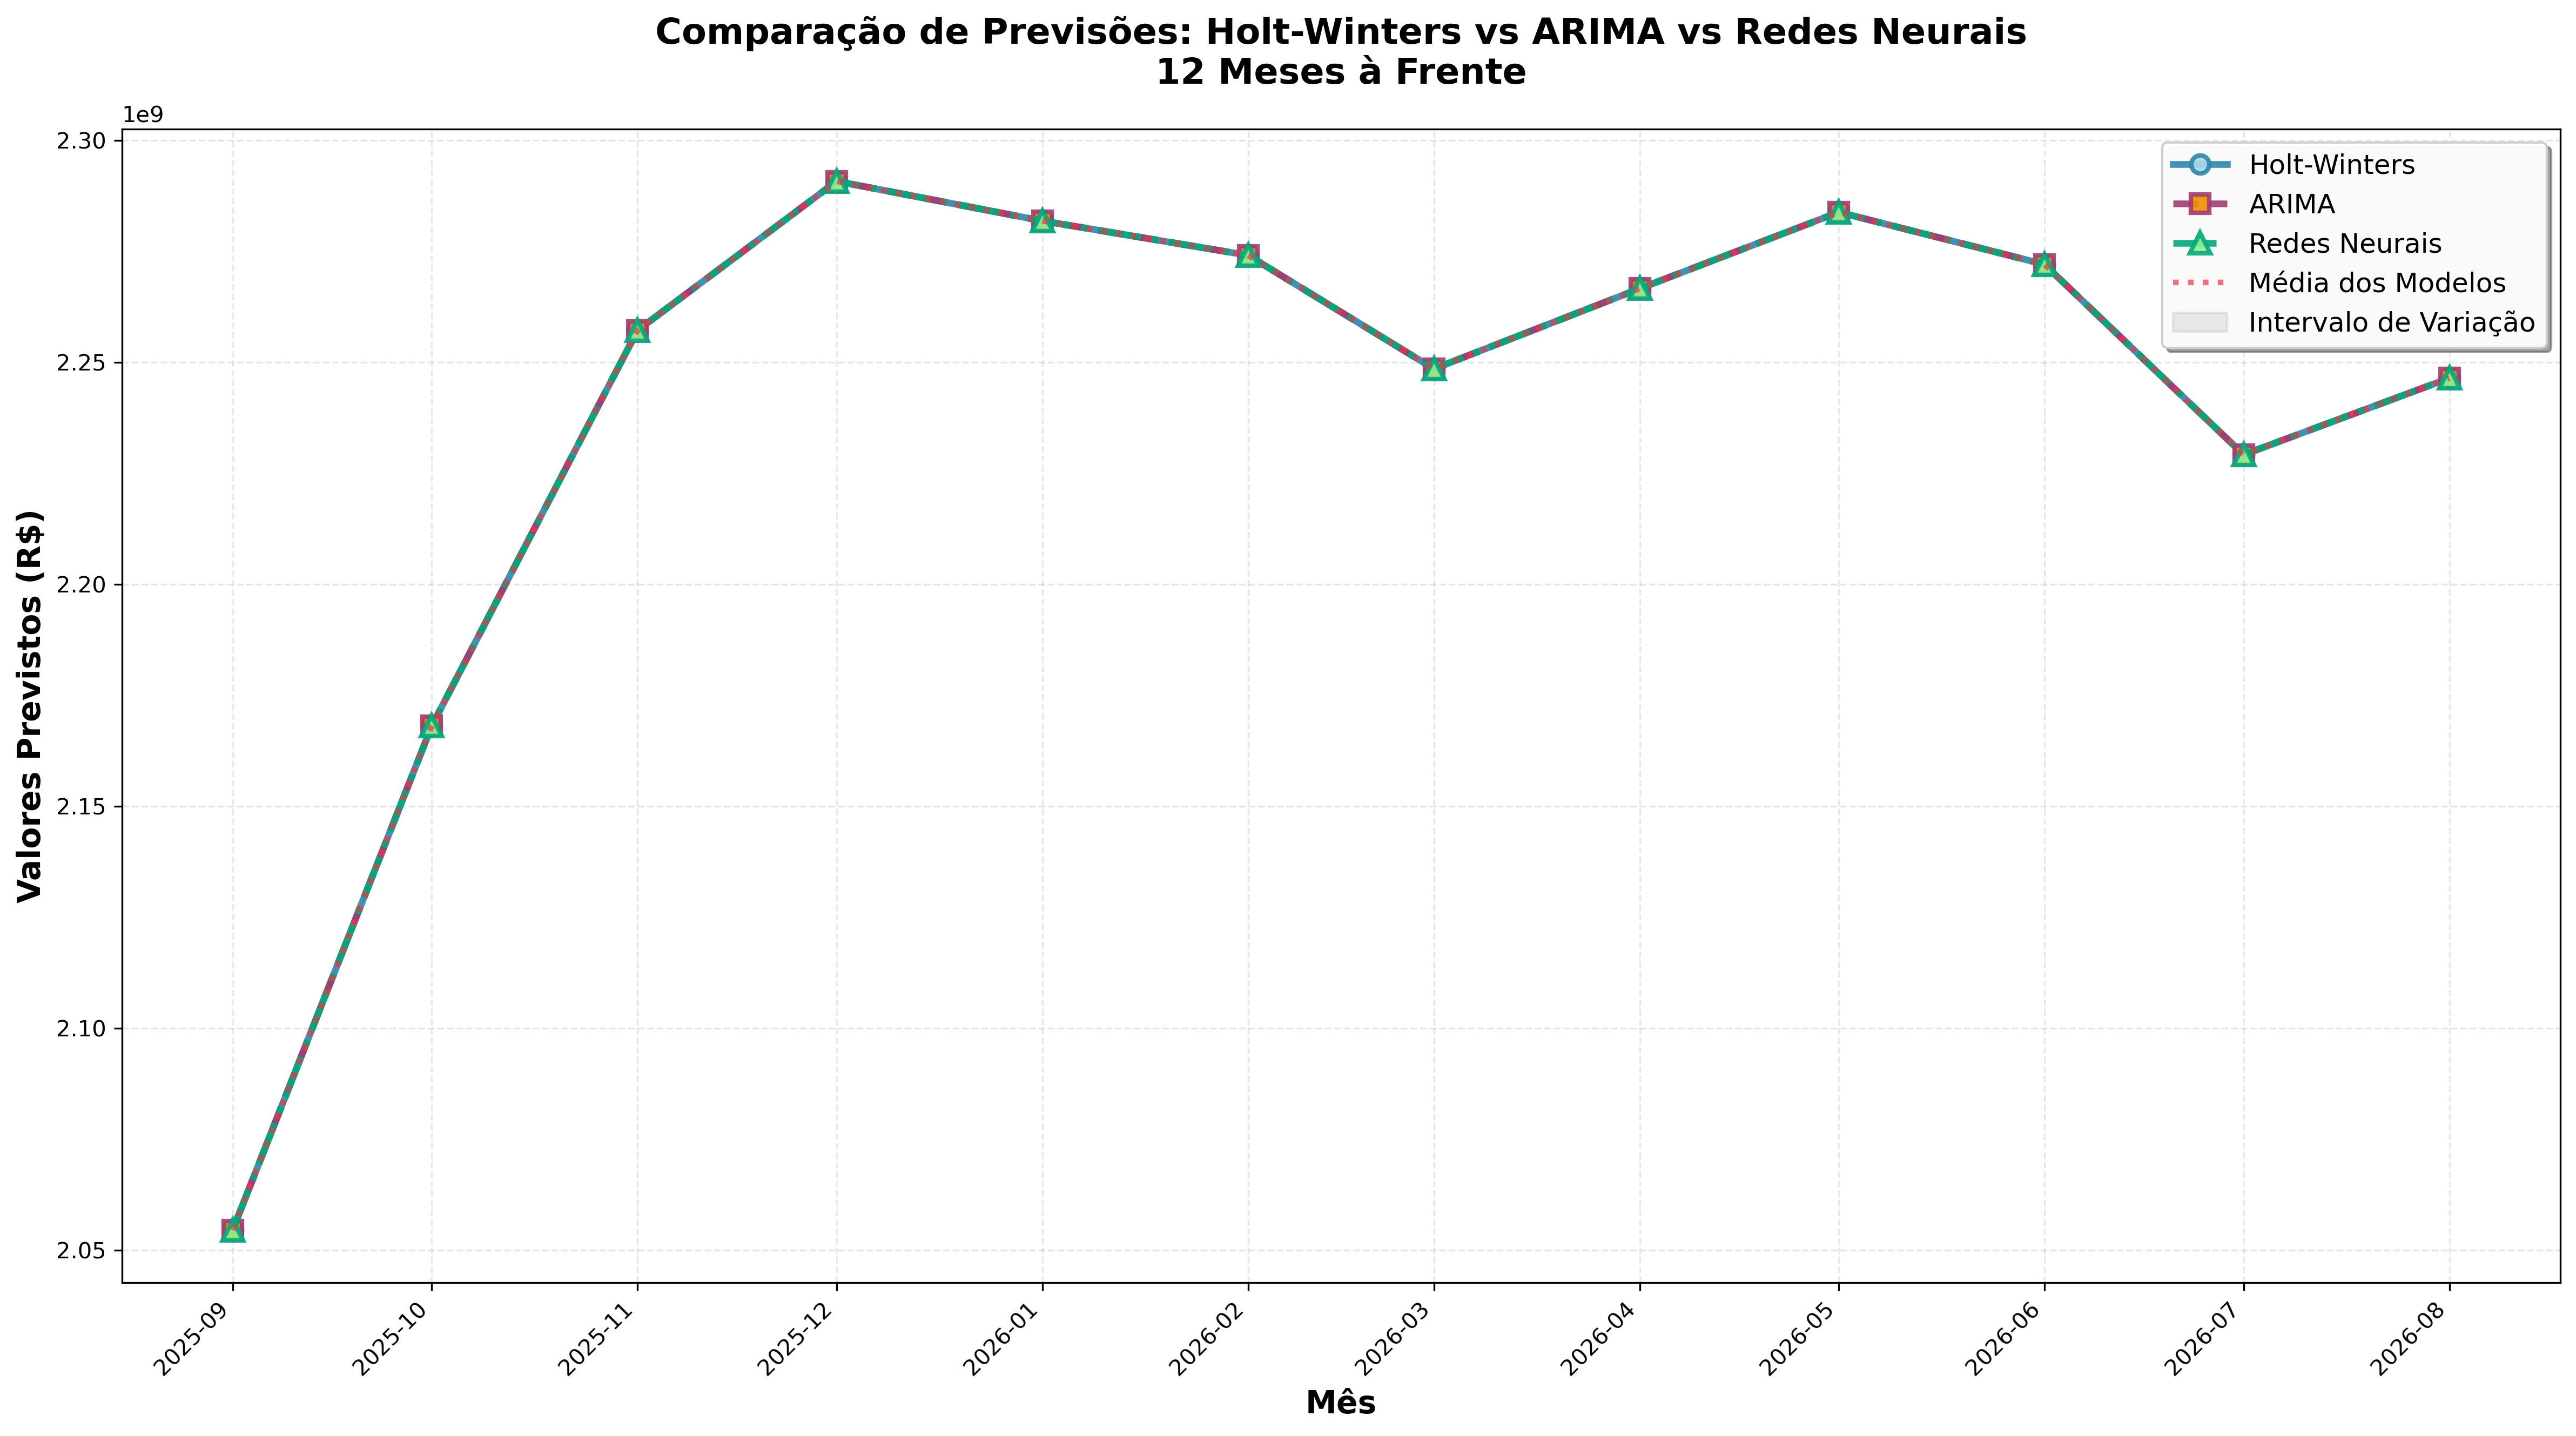 Comparação de Previsões: Holt-Winters vs ARIMA vs Redes Neurais
12 Meses à Frente
1e9
2.30
2.25
2.20
2.15
2.10
2.05
Valores Previstos (R$)
Holt-Winters
ARIMA
Redes Neurais
Média dos Modelos
Intervalo de Variação
2025-09
2025-10
2025-11
2025-12
2026-01
2026-02
2026-03
2026-04
2026-05
2026-06
2026-07
2026-08
Mês